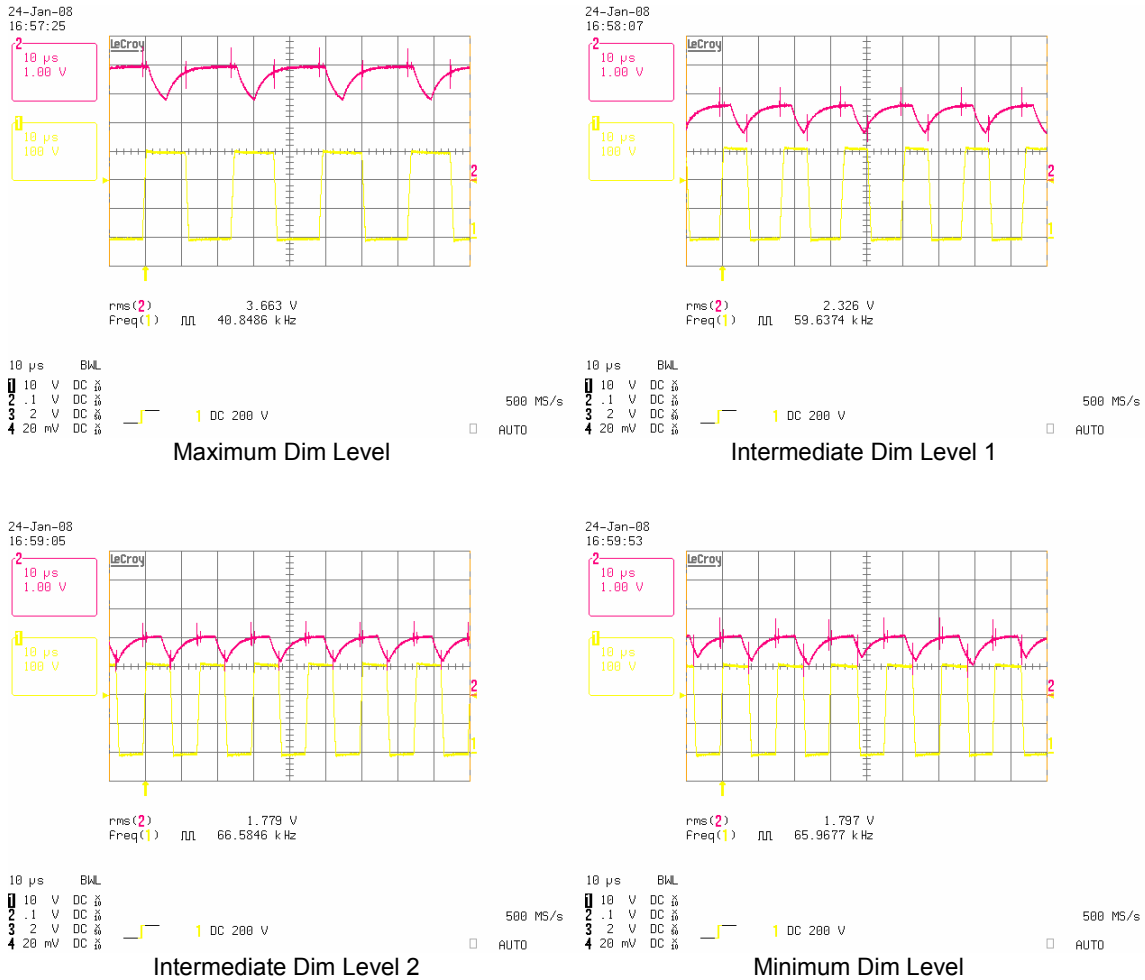 24-Jan-08
16:57:25
2
10 µs
1.00 V
LeCroy
1
10 µs
100 V
2
1
rms(2) 3.663 V
freq(1) 40.8486 kHz
10 µs BWL
1 10 V DC
2 .1 V DC
3 2 V DC
4 20 mV DC
1 DC 200 V
500 MS/s
AUTO
Maximum Dim Level
24-Jan-08
16:58:07
2
10 µs
1.00 V
LeCroy
1
10 µs
100 V
2
1
rms(2) 2.326 V
freq(1) 59.6374 kHz
10 µs BWL
1 10 V DC
2 .1 V DC
3 2 V DC
4 20 mV DC
1 DC 200 V
500 MS/s
AUTO
Intermediate Dim Level 1
24-Jan-08
16:59:05
2
10 µs
1.00 V
LeCroy
1
10 µs
100 V
2
1
rms(2) 1.779 V
freq(1) 66.5846 kHz
10 µs BWL
1 10 V DC
2 .1 V DC
3 2 V DC
4 20 mV DC
1 DC 200 V
500 MS/s
AUTO
Intermediate Dim Level 2
24-Jan-08
16:59:53
2
10 µs
1.00 V
LeCroy
1
10 µs
100 V
2
1
rms(2) 1.797 V
freq(1) 65.9677 kHz
10 µs BWL
1 10 V DC
2 .1 V DC
3 2 V DC
4 20 mV DC
1 DC 200 V
500 MS/s
AUTO
Minimum Dim Level